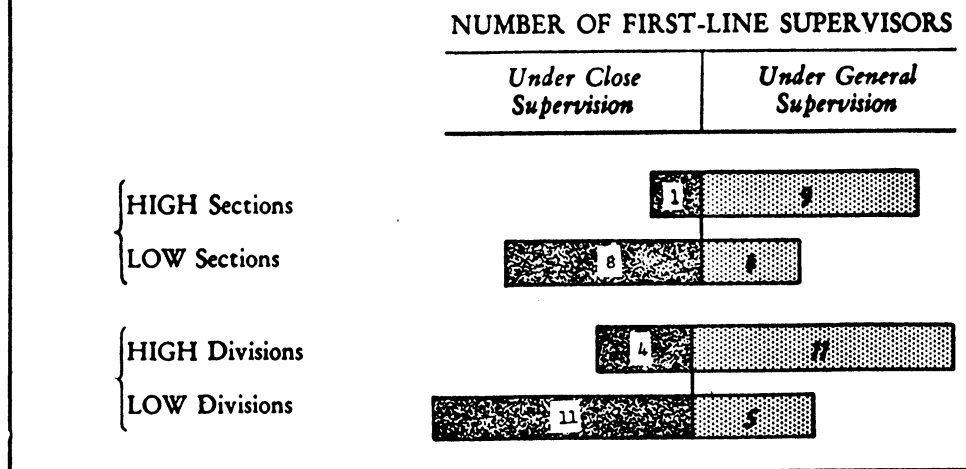 NUMBER OF FIRST-LINE SUPERVISORS
Under Close Under General
Supervision Supervision
HIGH Sections 1 9
LOW Sections 8
HIGH Divisions 4 11
LOW Divisions 11 5